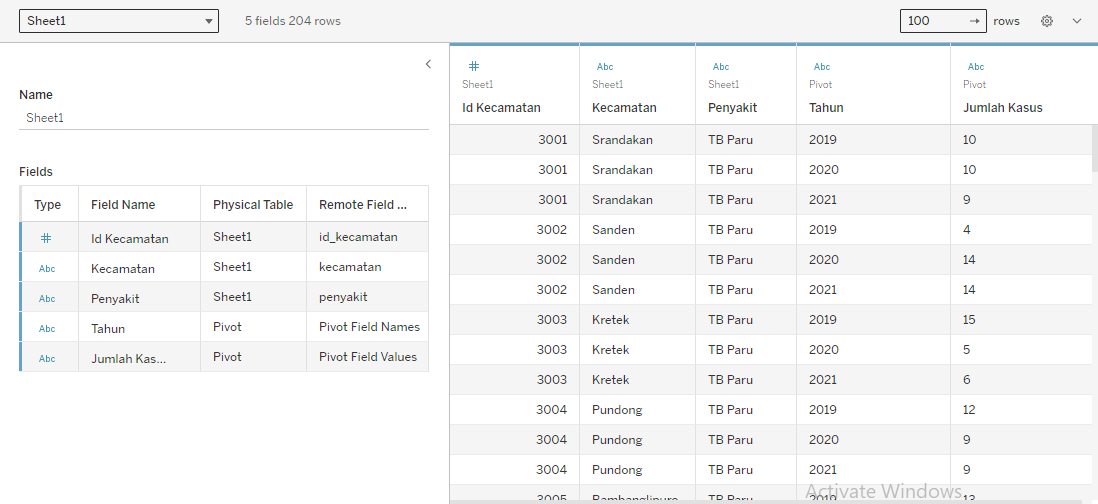 Sheet1 5 fields 204 rows 100 → rows
Name
Sheet1
Fields
Type Field Name Physical Table Remote Field ...
# Id Kecamatan Sheet1 id_kecamatan
Abc Kecamatan Sheet1 kecamatan
Abc Penyakit Sheet1 penyakit
Abc Tahun Pivot Pivot Field Names
Abc Jumlah Kas... Pivot Pivot Field Values
# Abc Abc Abc Abc
Sheet1 Sheet1 Sheet1 Pivot Pivot
Id Kecamatan Kecamatan Penyakit Tahun Jumlah Kasus
3001 Srandakan TB Paru 2019 10
3001 Srandakan TB Paru 2020 10
3001 Srandakan TB Paru 2021 9
3002 Sanden TB Paru 2019 4
3002 Sanden TB Paru 2020 14
3002 Sanden TB Paru 2021 14
3003 Kretek TB Paru 2019 15
3003 Kretek TB Paru 2020 5
3003 Kretek TB Paru 2021 6
3004 Pundong TB Paru 2019 12
3004 Pundong TB Paru 2020 9
3004 Pundong TB Paru 2021 9
3005 Bambanglipuro TB Paru 2019 13
Activate Windows